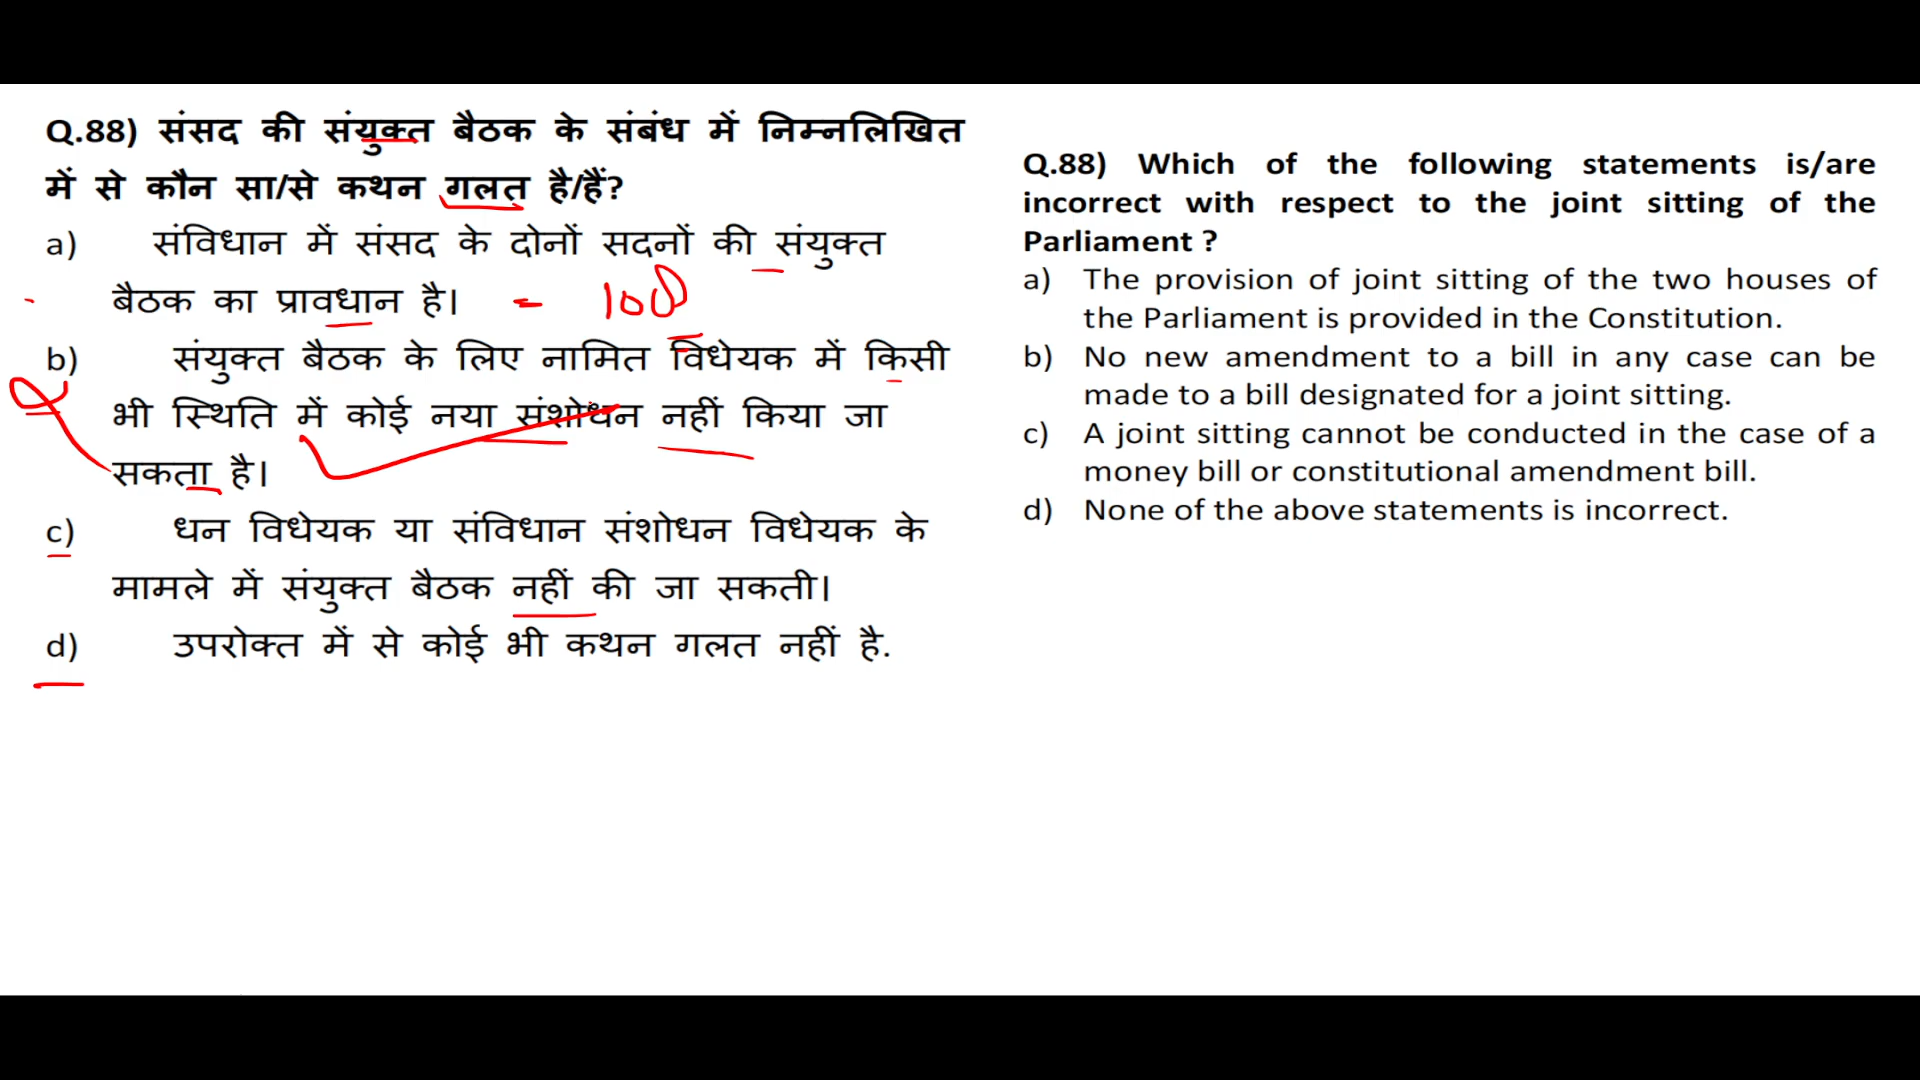 Q.88) संसद की संयुक्त बैठक के संबंध में निम्नलिखित
में से कौन सा/से कथन गलत है/हैं?
a) संविधान में संसद के दोनों सदनों की संयुक्त
बैठक का प्रावधान है। = 108
b) संयुक्त बैठक के लिए नामित विधेयक में किसी
भी स्थिति में कोई नया संशोधन नहीं किया जा
सकता है।
c) धन विधेयक या संविधान संशोधन विधेयक के
मामले में संयुक्त बैठक नहीं की जा सकती।
d) उपरोक्त में से कोई भी कथन गलत नहीं है.
Q.88) Which of the following statements is/are
incorrect with respect to the joint sitting of the
Parliament ?
a) The provision of joint sitting of the two houses of
the Parliament is provided in the Constitution.
b) No new amendment to a bill in any case can be
made to a bill designated for a joint sitting.
c) A joint sitting cannot be conducted in the case of a
money bill or constitutional amendment bill.
d) None of the above statements is incorrect.